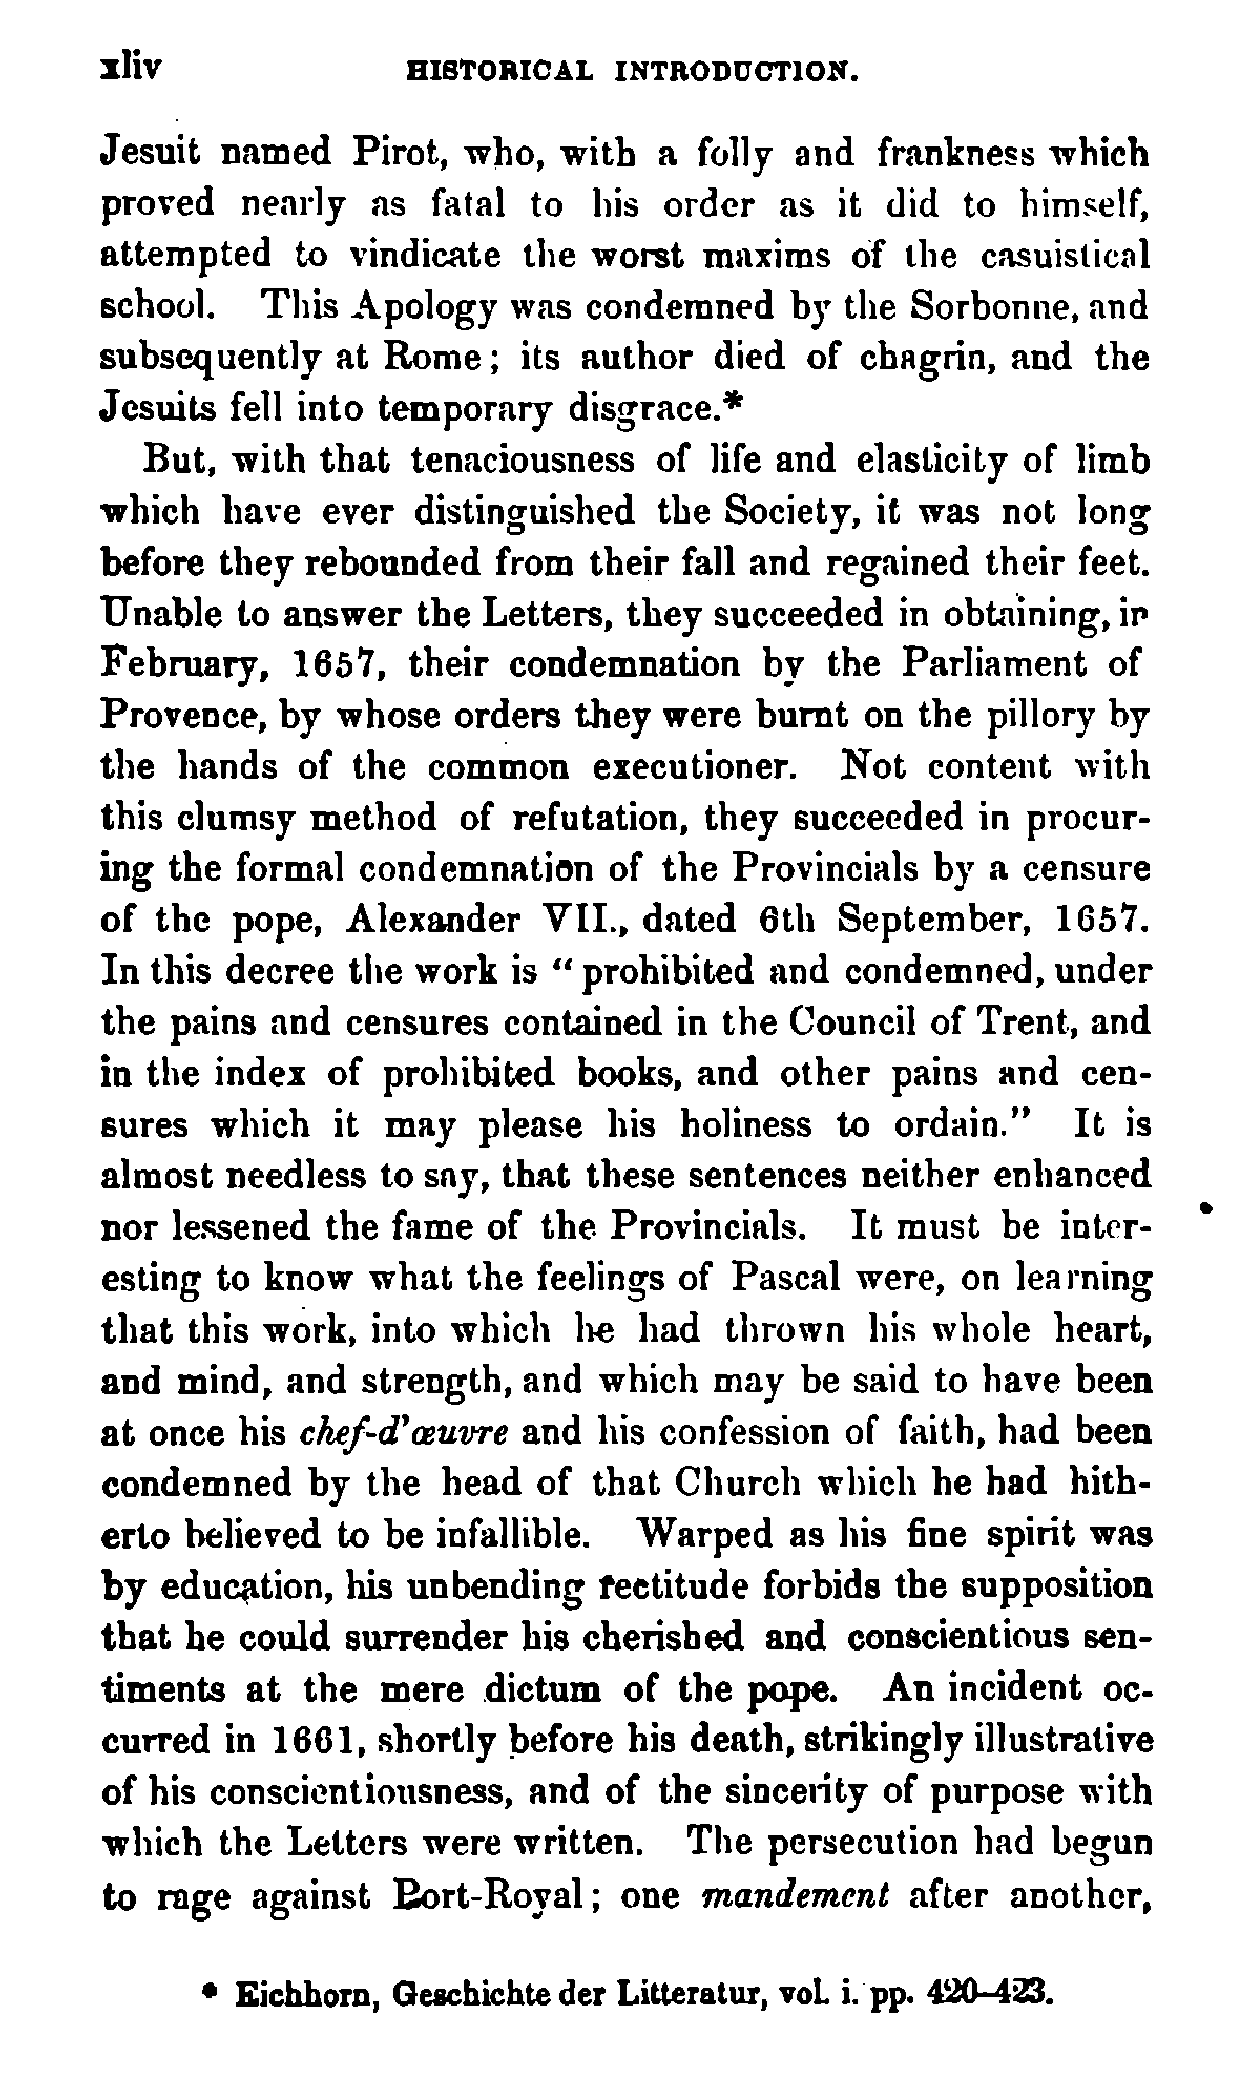 xliv HISTORICAL INTRODUCTION.
Jesuit named Pirot, who, with a folly and frankness which
proved nearly as fatal to his order as it did to himself,
attempted to vindicate the worst maxims of the casuistical
school. This Apology was condemned by the Sorbonne, and
subsequently at Rome; its author died of chagrin, and the
Jesuits fell into temporary disgrace.*
But, with that tenaciousness of life and elasticity of limb
which have ever distinguished the Society, it was not long
before they rebounded from their fall and regained their feet.
Unable to answer the Letters, they succeeded in obtaining, in
February, 1657, their condemnation by the Parliament of
Provence, by whose orders they were burnt on the pillory by
the hands of the common executioner. Not content with
this clumsy method of refutation, they succeeded in procur-
ing the formal condemnation of the Provincials by a censure
of the pope, Alexander VII., dated 6th September, 1657.
In this decree the work is "prohibited and condemned, under
the pains and censures contained in the Council of Trent, and
in the index of prohibited books, and other pains and cen-
sures which it may please his holiness to ordain." It is
almost needless to say, that these sentences neither enhanced
nor lessened the fame of the Provincials. It must be inter-
esting to know what the feelings of Pascal were, on learning
that this work, into which he had thrown his whole heart,
and mind, and strength, and which may be said to have been
at once his chef-d'œuvre and his confession of faith, had been
condemned by the head of that Church which he had hith-
erto believed to be infallible. Warped as his fine spirit was
by education, his unbending rectitude forbids the supposition
that he could surrender his cherished and conscientious sen-
timents at the mere dictum of the pope. An incident oc-
curred in 1661, shortly before his death, strikingly illustrative
of his conscientiousness, and of the sincerity of purpose with
which the Letters were written. The persecution had begun
to rage against Port-Royal; one mandement after another,
* Eichhorn, Geschichte der Litteratur, vol. i. pp. 420–423.